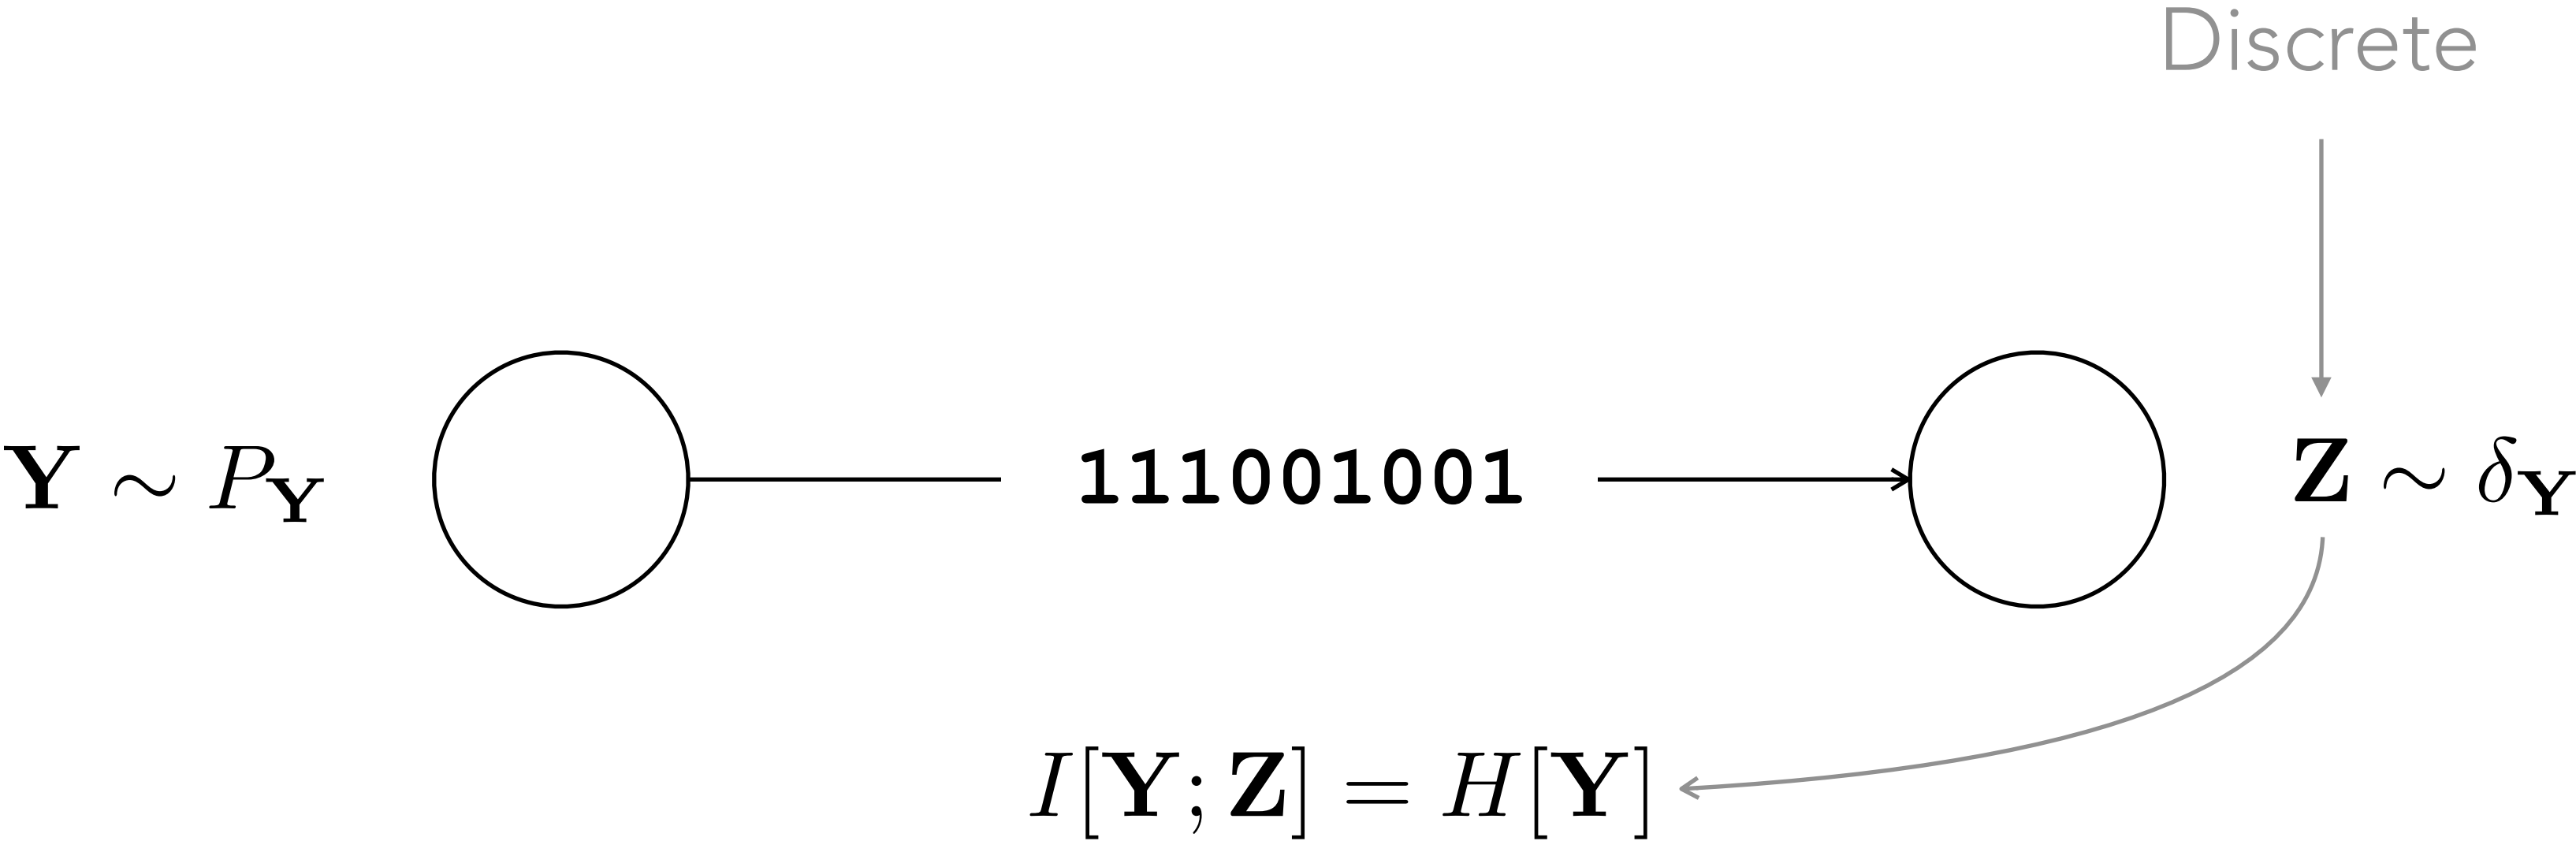 Discrete
Y ∼ P_Y
111001001
Z ∼ δ_Y
I[Y; Z] = H[Y]